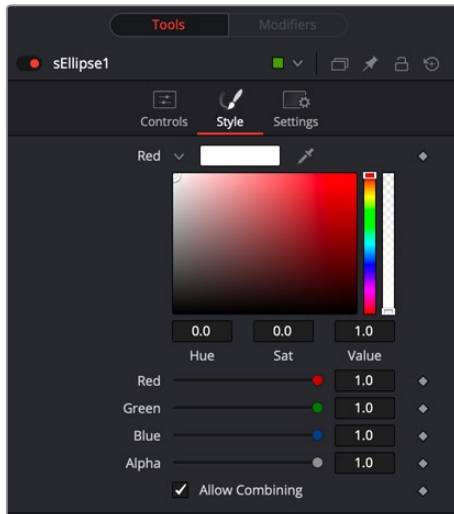 Tools Modifiers
sEllipse1
Controls Style Settings
Red
0.0 0.0 1.0
Hue Sat Value
Red 1.0
Green 1.0
Blue 1.0
Alpha 1.0
Allow Combining